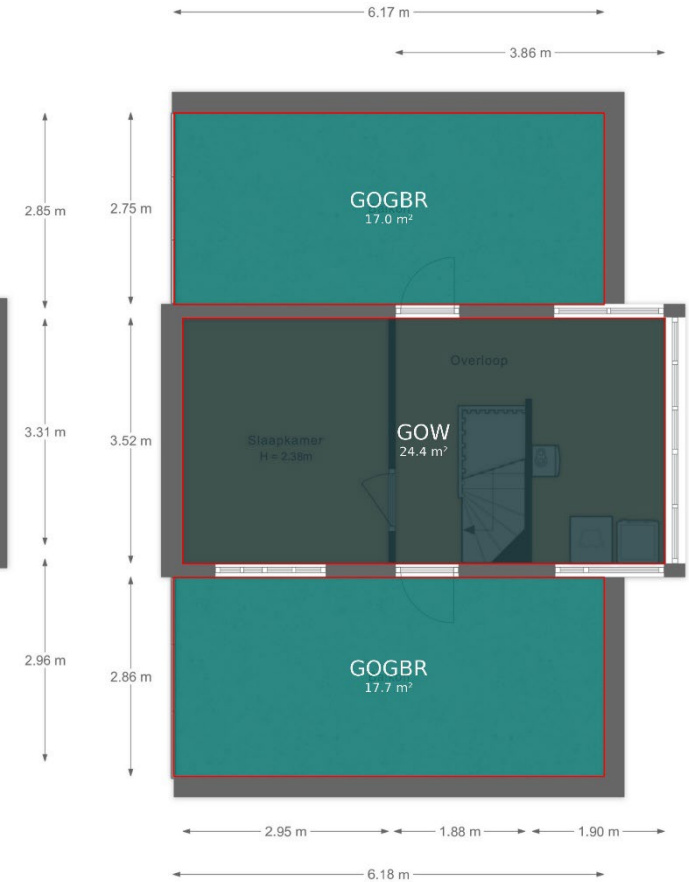 6.17 m
3.86 m
2.85 m
2.75 m
GOGBR
17.0 m²
3.31 m
3.52 m
Overloop
Slaapkamer
H = 2.38m
GOW
24.4 m²
2.96 m
2.86 m
GOGBR
17.7 m²
2.95 m
1.88 m
1.90 m
6.18 m